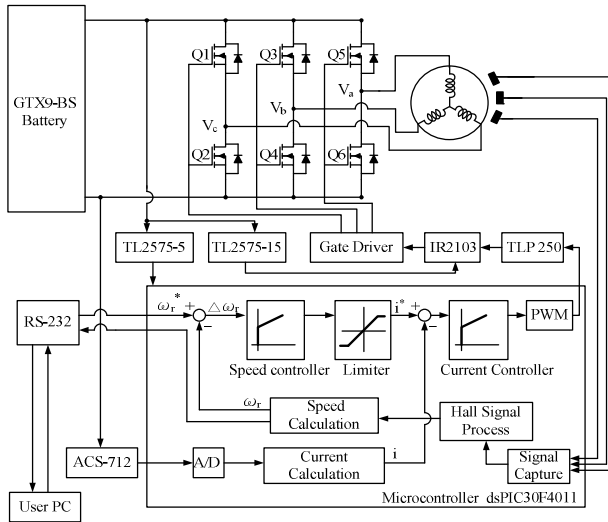 GTX9-BS
Battery
Q1
Q3
Q5
Va
Vb
Vc
Q2
Q4
Q6
TL2575-5
TL2575-15
Gate Driver
IR2103
TLP 250
RS-232
ωr*
+
−
△ωr
i*
+
−
PWM
Speed controller
Limiter
Current Controller
ωr
Speed
Calculation
Hall Signal
Process
ACS-712
A/D
Current
Calculation
i
Signal
Capture
User PC
Microcontroller dsPIC30F4011